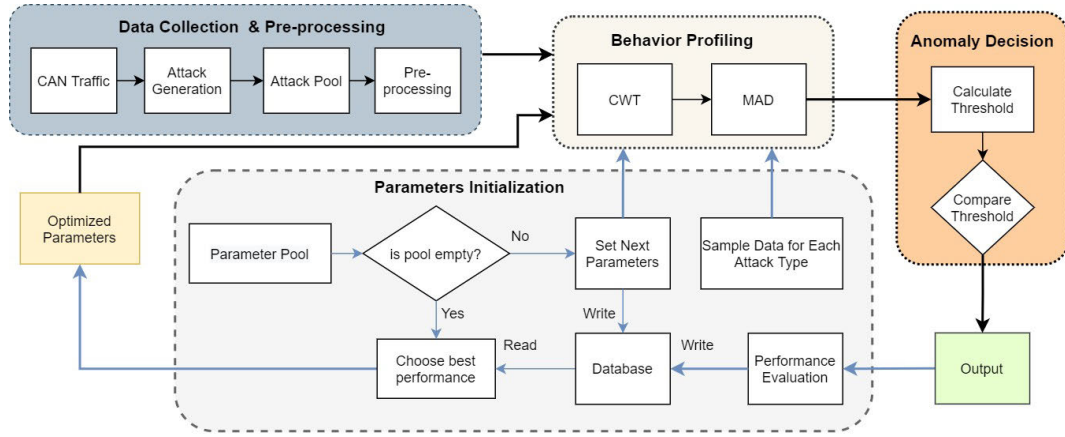 Data Collection & Pre-processing
CAN Traffic
Attack
Generation
Attack Pool
Pre-
processing
Behavior Profiling
CWT
MAD
Anomaly Decision
Calculate
Threshold
Compare
Threshold
Optimized
Parameters
Parameters Initialization
Parameter Pool
is pool empty?
No
Set Next
Parameters
Sample Data for Each
Attack Type
Yes
Write
Choose best
performance
Read
Database
Write
Performance
Evaluation
Output